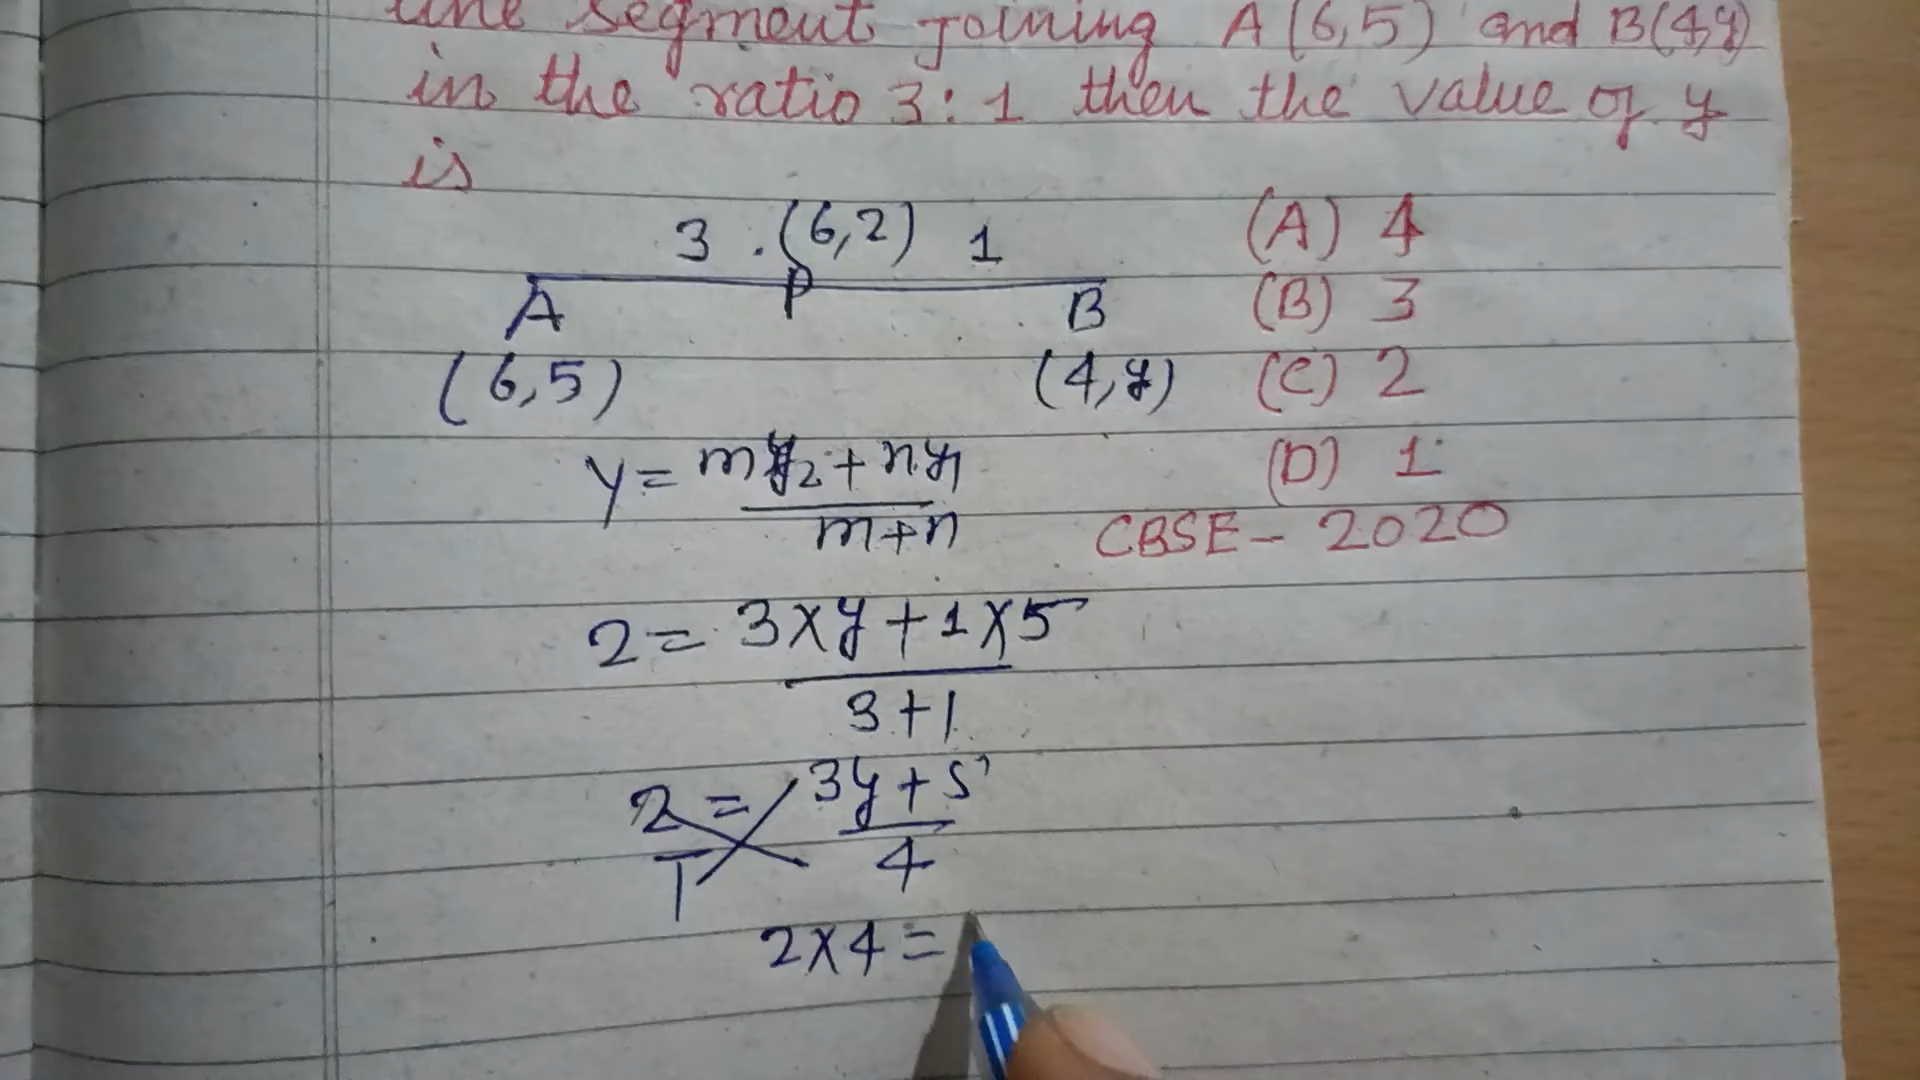 line segment joining A(6,5) and B(4,y)
in the ratio 3:1 then the value of y
is
3 .(6,2) 1
A P B
(6,5) (4,y)
(A) 4
(B) 3
(C) 2
(D) 1
CBSE - 2020
y = my₂ + ny₁
m+n
2 = 3×y + 1×5
3+1
2 = 3y + 5
1 4
2×4 =